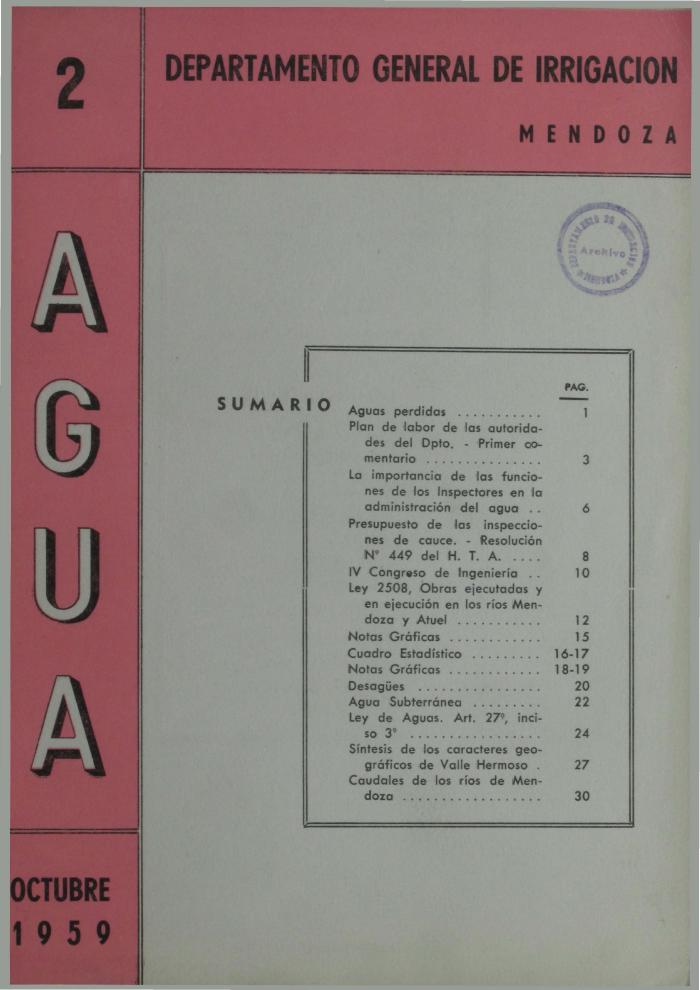 2
DEPARTAMENTO GENERAL DE IRRIGACION
MENDOZA
AGUA
OCTUBRE
1959
Archivo
SUMARIO
PAG.
Aguas perdidas ........... 1
Plan de labor de las autorida-
des del Dpto. - Primer co-
mentario ............... 3
La importancia de las funcio-
nes de los Inspectores en la
administración del agua .. 6
Presupuesto de las inspeccio-
nes de cauce. - Resolución
Nº 449 del H. T. A. .... 8
IV Congreso de Ingeniería .. 10
Ley 2508, Obras ejecutadas y
en ejecución en los ríos Men-
doza y Atuel ........... 12
Notas Gráficas ............ 15
Cuadro Estadístico ......... 16-17
Notas Gráficas ............ 18-19
Desagües ................ 20
Agua Subterránea ......... 22
Ley de Aguas. Art. 27º, inci-
so 3º ................. 24
Síntesis de los caracteres geo-
gráficos de Valle Hermoso . 27
Caudales de los ríos de Men-
doza .................. 30